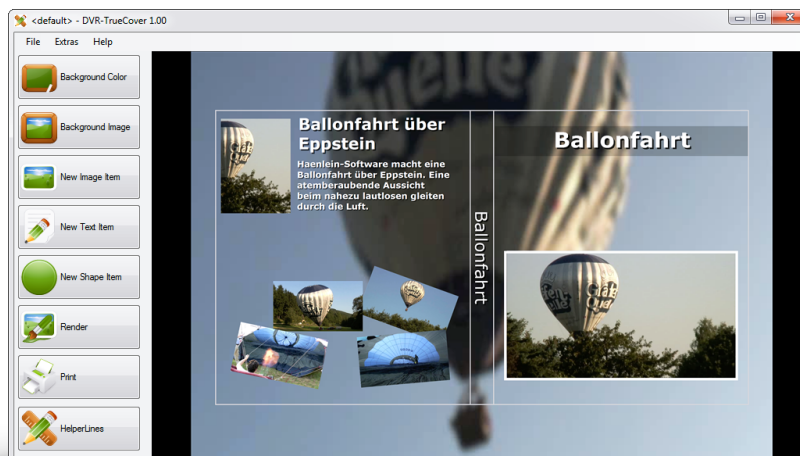 <default> - DVR-TrueCover 1.00
File Extras Help
Background Color
Background Image
New Image Item
New Text Item
New Shape Item
Render
Print
HelperLines
Ballonfahrt über
Eppstein
Haenlein-Software macht eine
Ballonfahrt über Eppstein. Eine
atemberaubende Aussicht
beim nahezu lautlosen gleiten
durch die Luft.
Ballonfahrt
Ballonfahrt